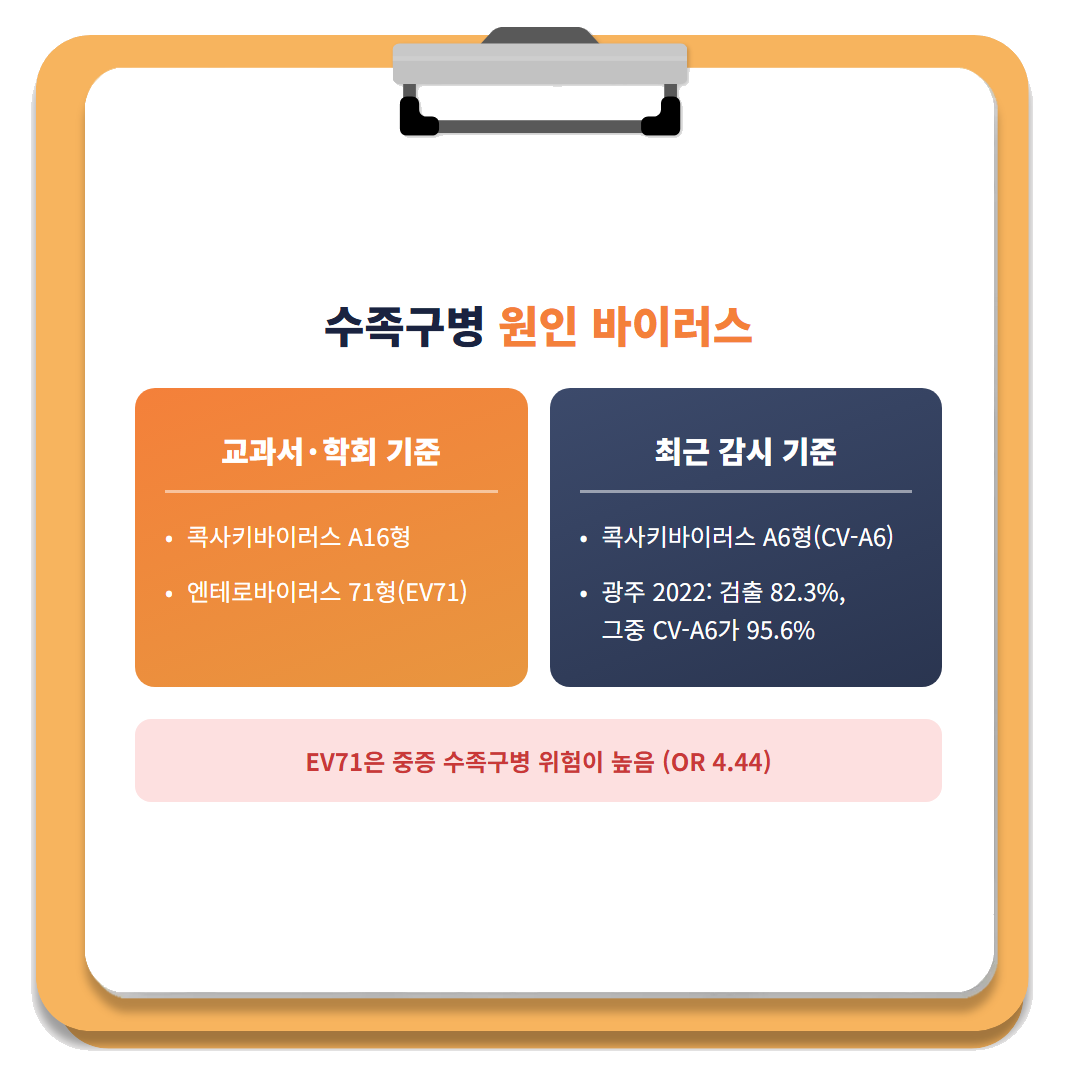 수족구병 원인 바이러스
교과서·학회 기준
• 콕사키바이러스 A16형
• 엔테로바이러스 71형(EV71)
최근 감시 기준
• 콕사키바이러스 A6형(CV-A6)
• 광주 2022: 검출 82.3%,
그중 CV-A6가 95.6%
EV71은 중증 수족구병 위험이 높음 (OR 4.44)